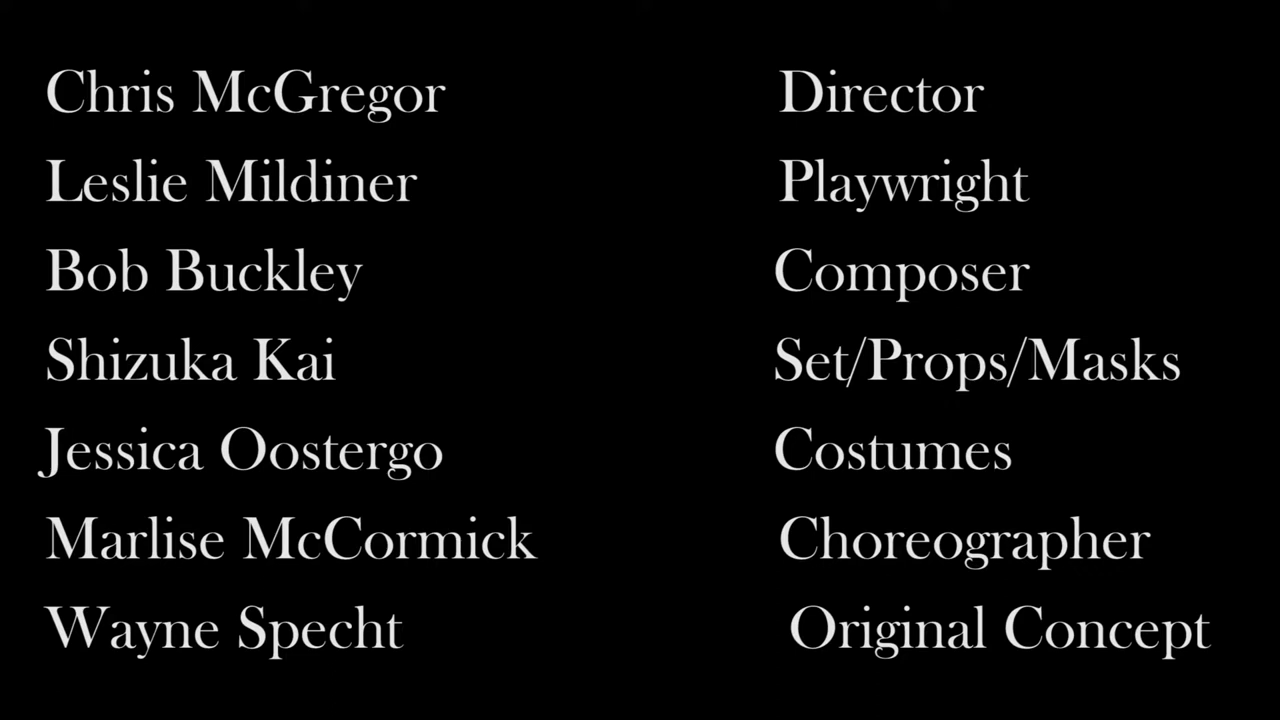 Chris McGregor Director
Leslie Mildiner Playwright
Bob Buckley Composer
Shizuka Kai Set/Props/Masks
Jessica Oostergo Costumes
Marlise McCormick Choreographer
Wayne Specht Original Concept